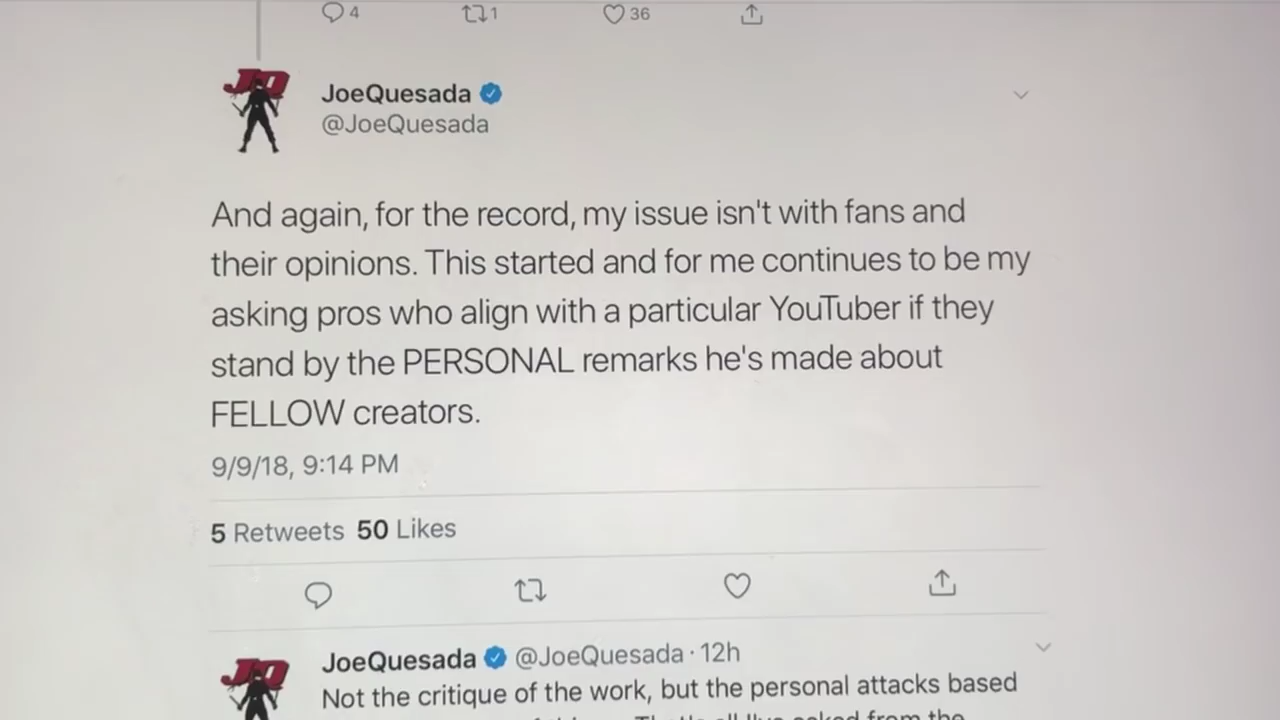 4 1 36
JQ
JoeQuesada
@JoeQuesada
And again, for the record, my issue isn't with fans and
their opinions. This started and for me continues to be my
asking pros who align with a particular YouTuber if they
stand by the PERSONAL remarks he's made about
FELLOW creators.
9/9/18, 9:14 PM
5 Retweets 50 Likes
JQ
JoeQuesada @JoeQuesada · 12h
Not the critique of the work, but the personal attacks based